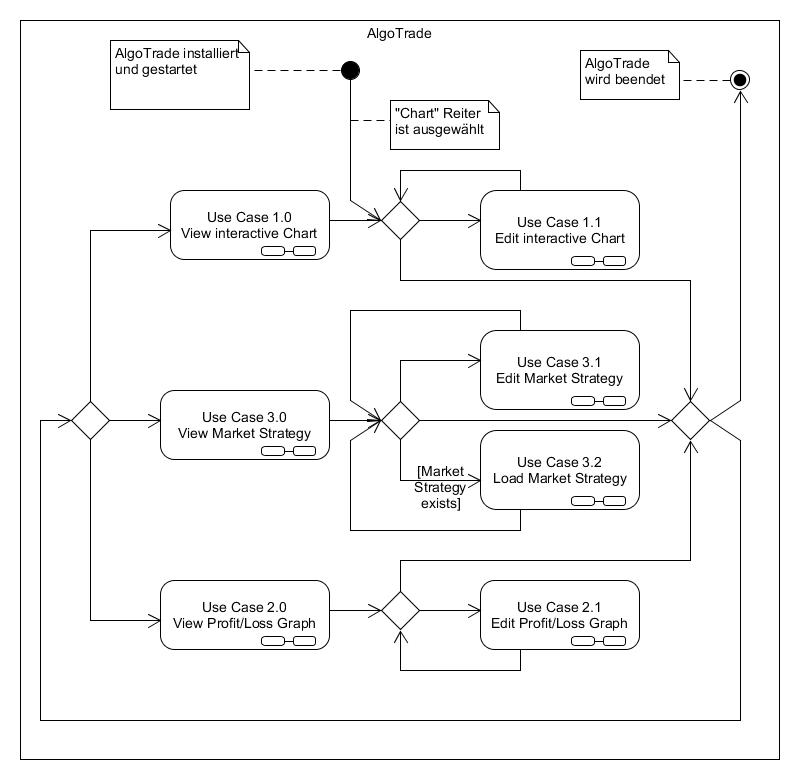 AlgoTrade
AlgoTrade installiert
und gestartet
AlgoTrade
wird beendet
"Chart" Reiter
ist ausgewählt
Use Case 1.0
View interactive Chart
Use Case 1.1
Edit interactive Chart
Use Case 3.1
Edit Market Strategy
Use Case 3.0
View Market Strategy
[Market
Strategy
exists]
Use Case 3.2
Load Market Strategy
Use Case 2.0
View Profit/Loss Graph
Use Case 2.1
Edit Profit/Loss Graph